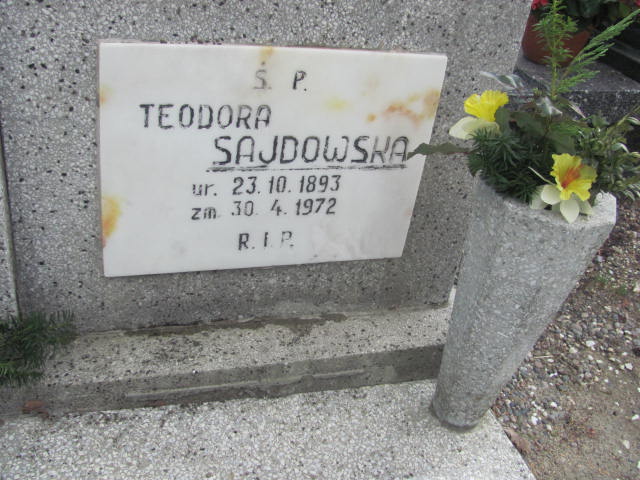 Ś. P.
TEODORA
SAJDOWSKA
ur. 23. 10. 1893
zm. 30. 4. 1972
R. I. P.